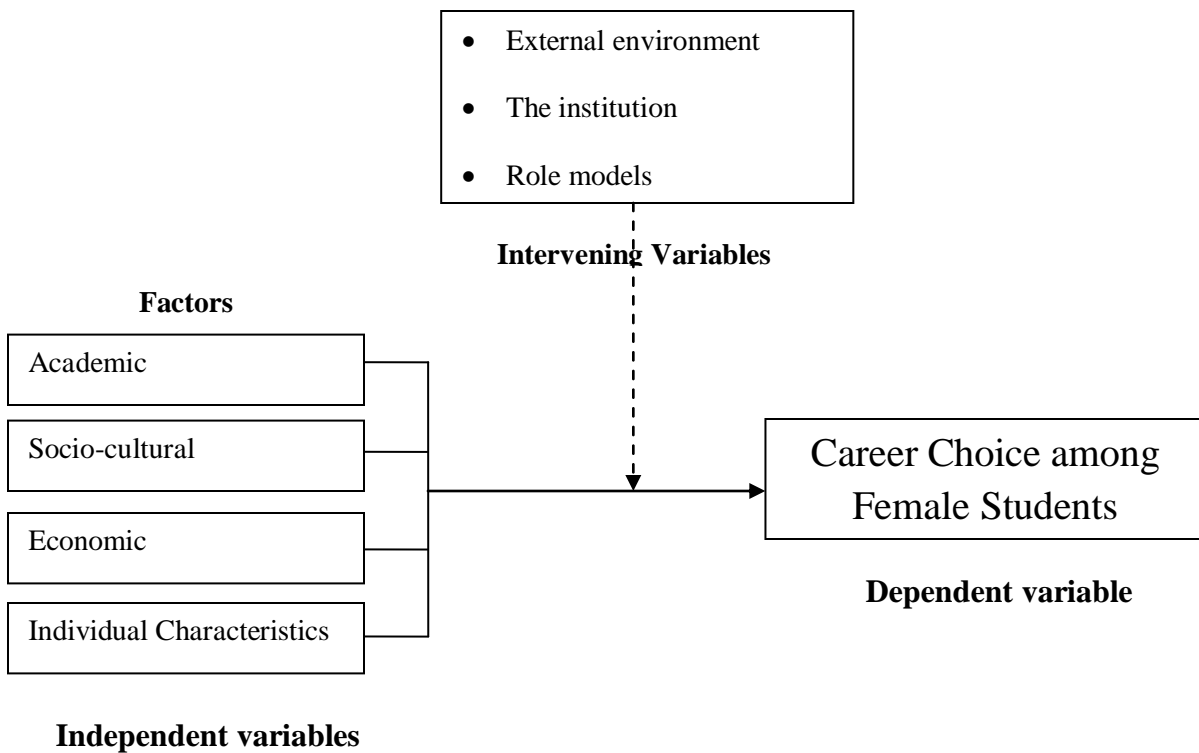 • External environment
• The institution
• Role models
Intervening Variables
Factors
Academic
Socio-cultural
Economic
Individual Characteristics
Independent variables
Career Choice among
Female Students
Dependent variable